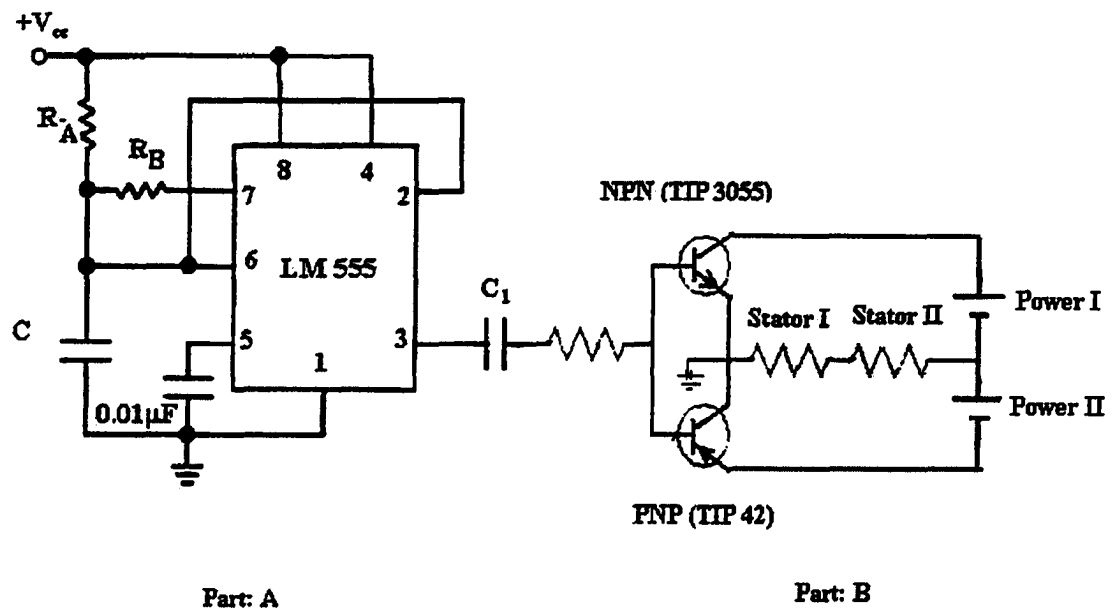 +Vcc
RA
RB
8
4
7
2
6
LM 555
C
5
1
3
0.01µF
C1
NPN (TIP 3055)
Stator I
Stator II
Power I
Power II
PNP (TIP 42)
Part: A
Part: B